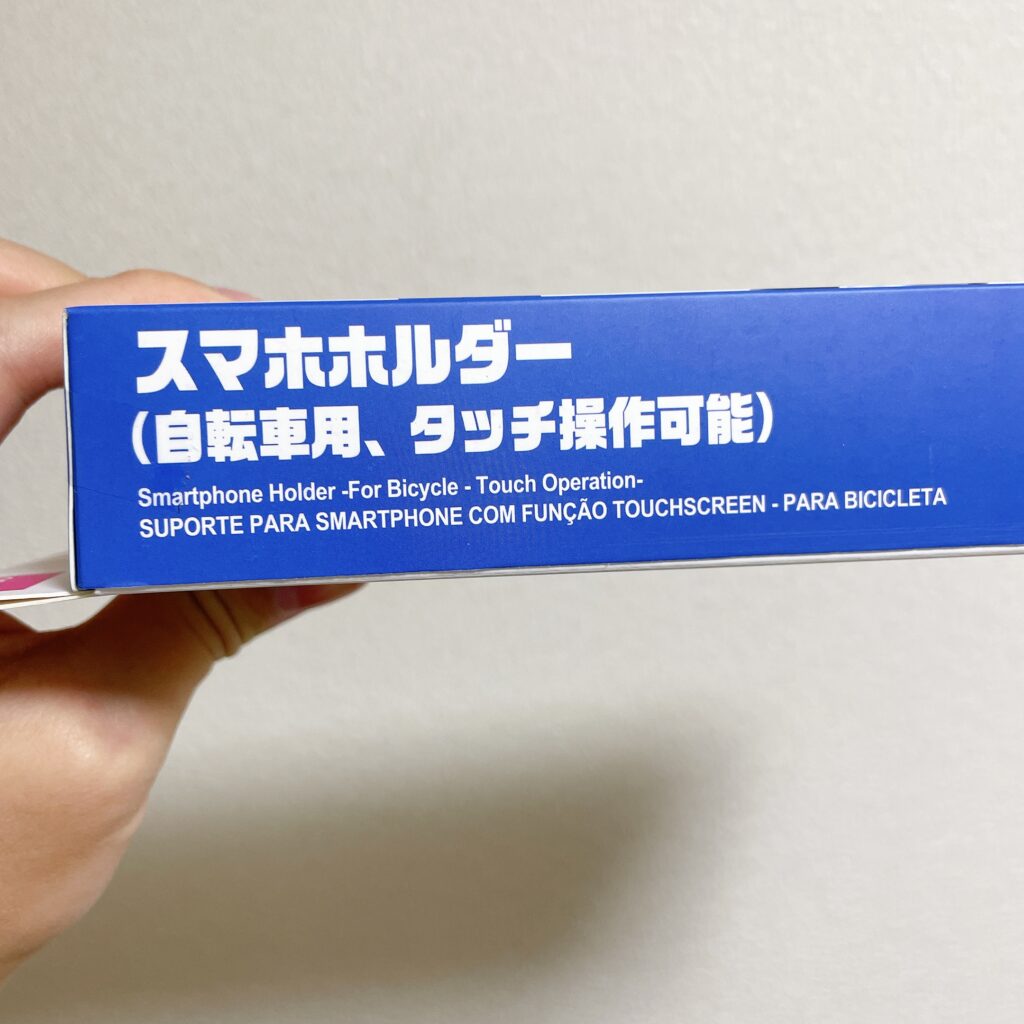 スマホホルダー
(自転車用、タッチ操作可能)
Smartphone Holder -For Bicycle - Touch Operation-
SUPORTE PARA SMARTPHONE COM FUNÇÃO TOUCHSCREEN - PARA BICICLETA